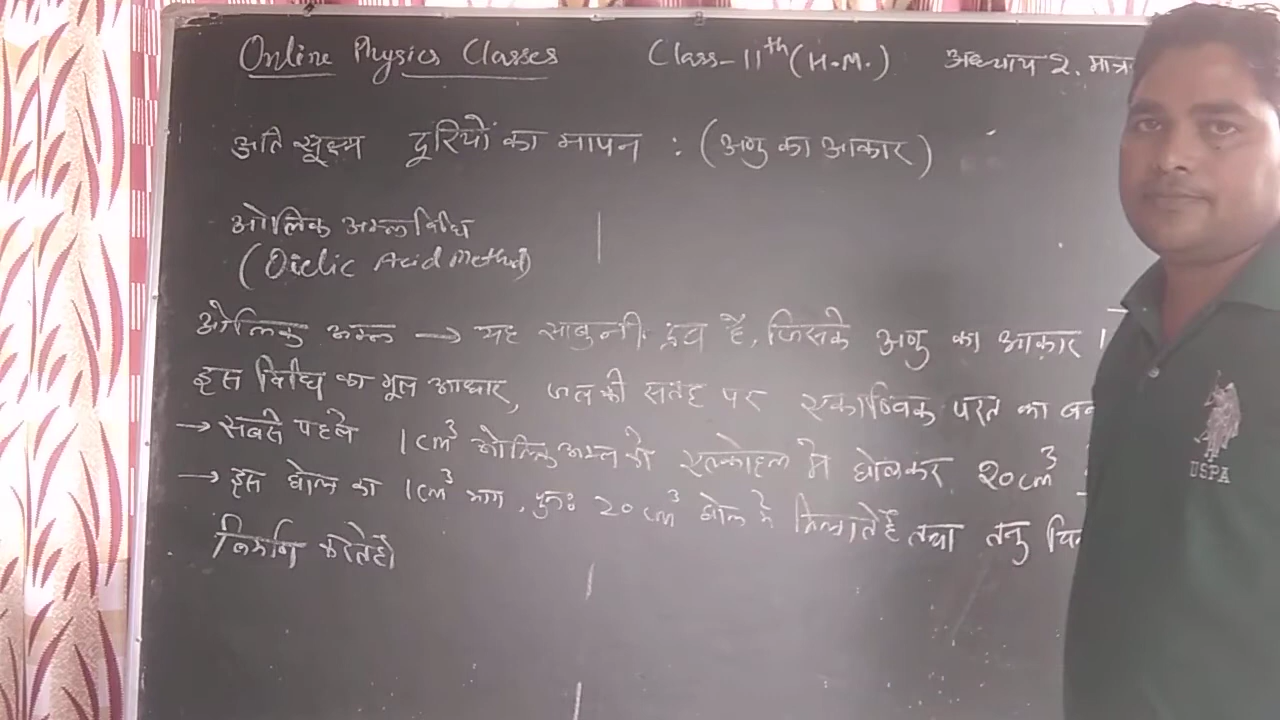 Online Physics Classes Class-11th (H.M.) अध्याय 2. मात्र
अति सूक्ष्म दूरियों का मापन : (अणु का आकार)
ओलिक अम्ल विधि
(Oielic Acid Method)
ओलिक अम्ल → यह साबुनी द्रव है, जिसके अणु का आकार
इस विधि का मूल आधार, जल की सतह पर एकाण्विक परत का
→ सबसे पहले 1cm³ ओलिक अम्ल को एल्कोहल में घोलकर 20cm³
→ इस घोल का 1cm³ भाग, पुनः 20cm³ घोल में मिलाते हैं तथा तनु
निर्माण करते हैं।
USPA